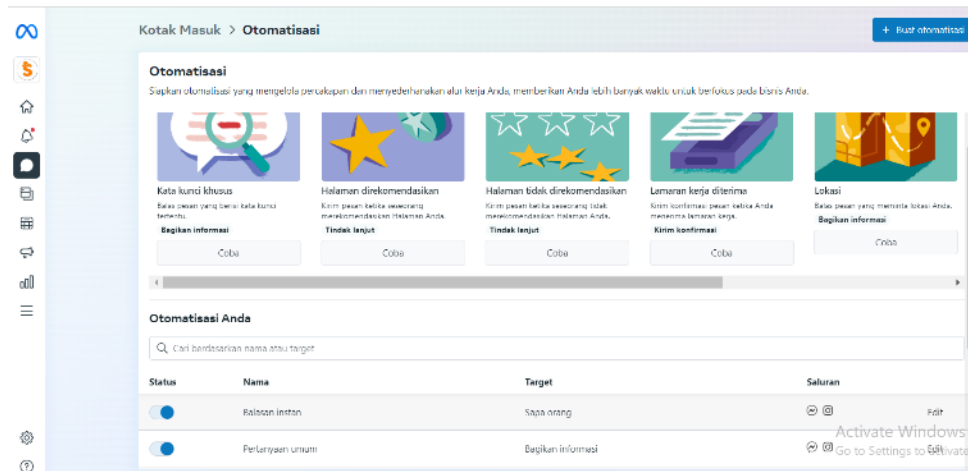 Kotak Masuk > Otomatisasi
+ Buat otomatisasi
Otomatisasi
Siapkan otomatisasi yang mengelola percakapan dan menyederhanakan alur kerja Anda, memberikan Anda lebih banyak waktu untuk berfokus pada bisnis Anda.
Kata kunci khusus
Balas pesan yang berisi kata kunci
tertentu.
Bagikan informasi
Coba
Halaman direkomendasikan
Kirim pesan ketika seseorang
merekomendasikan Halaman Anda.
Tindak lanjut
Coba
Halaman tidak direkomendasikan
Kirim pesan ketika seseorang tidak
merekomendasikan Halaman Anda.
Tindak lanjut
Coba
Lamaran kerja diterima
Kirim konfirmasi pesan ketika Anda
menerima lamaran kerja.
Kirim konfirmasi
Coba
Lokasi
Balas pesan yang meminta lokasi Anda.
Bagikan informasi
Coba
Otomatisasi Anda
Cari berdasarkan nama atau target
Status Nama Target Saluran
Balasan instan Sapa orang Edit
Pertanyaan umum Bagikan informasi Edit
Activate Windows
Go to Settings to activate